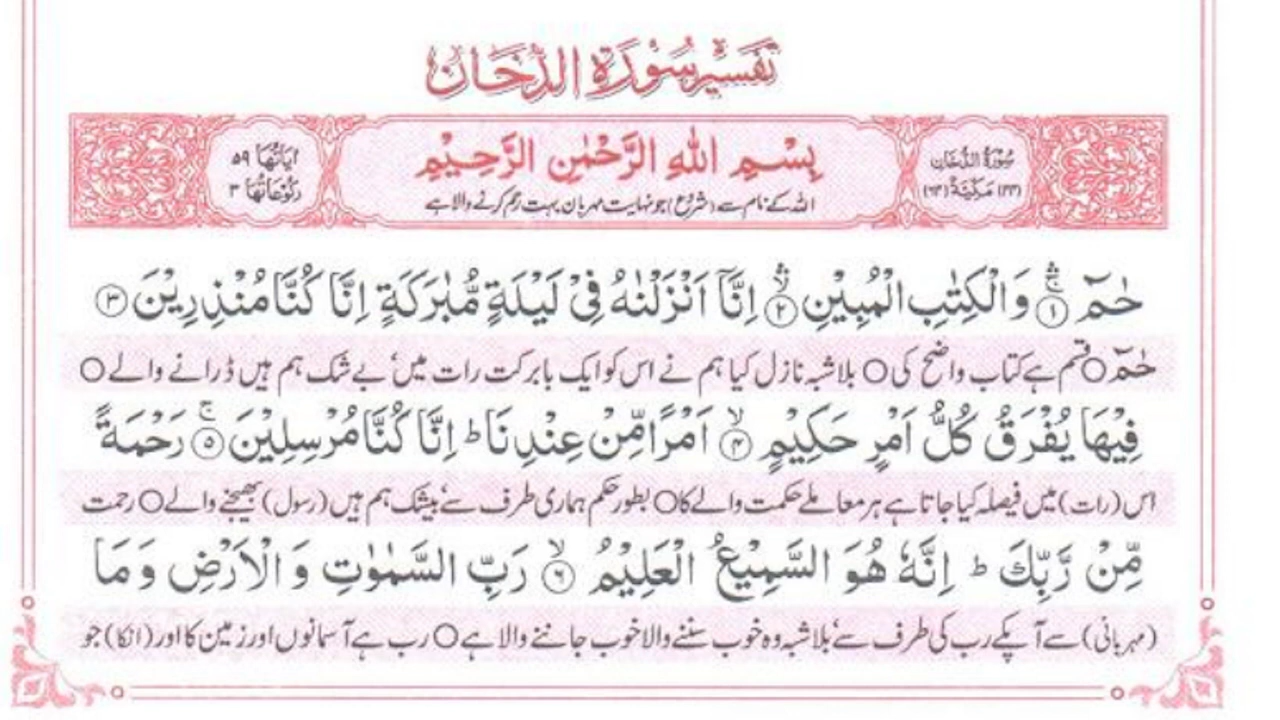 تفسیر سُوْرَۃِ الدُّخَان
سُوْرَۃُ الدُّخَانِ
(۴۴) مَکِّیَّۃٌ (۶۴)
بِسْمِ اللّٰهِ الرَّحْمٰنِ الرَّحِیْمِ
اللہ کے نام سے (شروع) جو نہایت مہربان بہت رحم کرنے والا ہے
اٰیَاتُهَا ۵۹
رُكُوْعَاتُهَا ۳
حٰمٓ ۚۛ﴿۱﴾ وَالْكِتٰبِ الْمُبِیْنِ ۙۛ﴿۲﴾ اِنَّاۤ اَنْزَلْنٰهُ فِیْ لَیْلَةٍ مُّبٰرَكَةٍ اِنَّا كُنَّا مُنْذِرِیْنَ ﴿۳﴾
حٰمٓ ○ قسم ہے کتاب واضح کی ○ بلاشبہ نازل کیا ہم نے اس کو ایک بابرکت رات میں، بے شک ہم ہیں ڈرانے والے ○
فِیْهَا یُفْرَقُ كُلُّ اَمْرٍ حَكِیْمٍ ۙ﴿۴﴾ اَمْرًا مِّنْ عِنْدِنَا ؕ اِنَّا كُنَّا مُرْسِلِیْنَ ۚ﴿۵﴾ رَحْمَةً
اس (رات) میں فیصلہ کیا جاتا ہے ہر معاملے حکمت والے کا ○ بطور حکم ہماری طرف سے، بیشک ہم ہیں (رسول) بھیجنے والے ○ رحمت
مِّنْ رَّبِّكَ ؕ اِنَّهٗ هُوَ السَّمِیْعُ الْعَلِیْمُ ۙ﴿۶﴾ رَبِّ السَّمٰوٰتِ وَ الْاَرْضِ وَ مَا
(مہربانی) سے آپکے رب کی طرف سے، بلاشبہ وہ خوب سننے والا خوب جاننے والا ہے ○ رب ہے آسمانوں اور زمین کا اور (انکا) جو